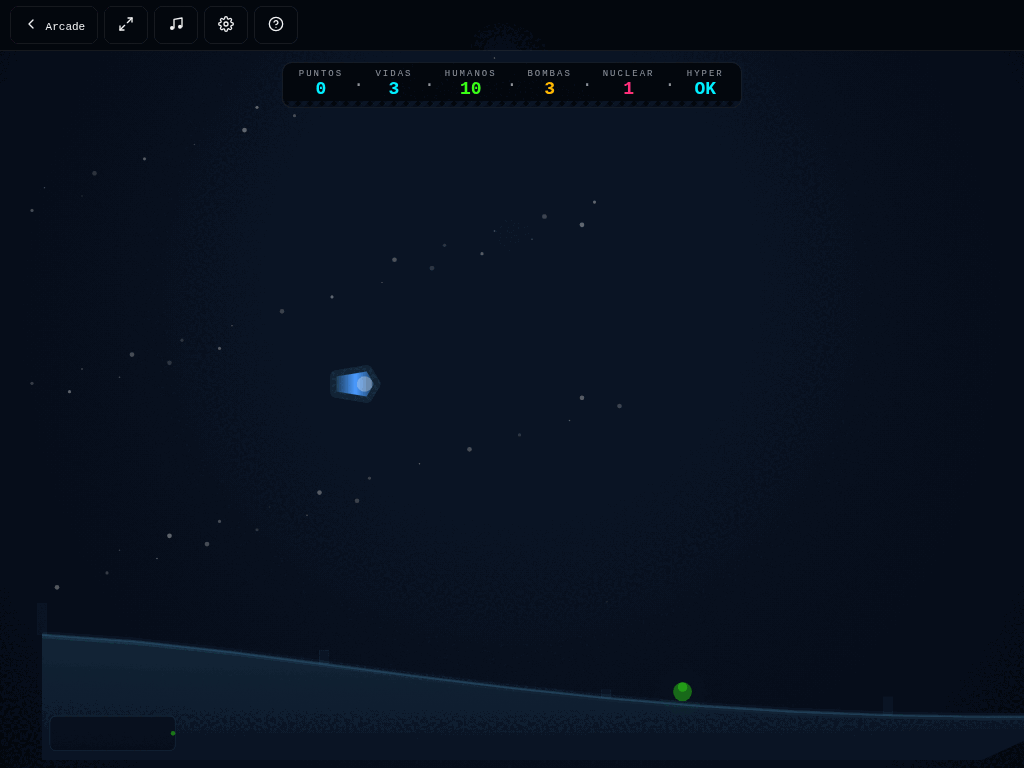 Arcade
PUNTOS · VIDAS · HUMANOS · BOMBAS · NUCLEAR · HYPER
0 3 10 3 1 OK